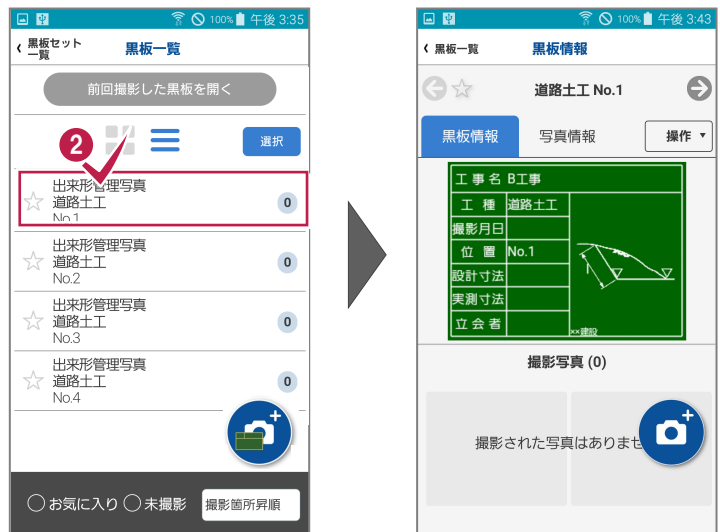 100% 午後 3:35
黒板セット
一覧
黒板一覧
前回撮影した黒板を開く
2
選択
出来形管理写真
道路土工
No.1
0
出来形管理写真
道路土工
No.2
0
出来形管理写真
道路土工
No.3
0
出来形管理写真
道路土工
No.4
0
お気に入り 未撮影 撮影箇所昇順
100% 午後 3:43
黒板一覧 黒板情報
道路土工 No.1
黒板情報 写真情報 操作 ▼
工事名 B工事
工種 道路土工
撮影月日
位置 No.1
設計寸法
実測寸法
立会者
××建設
撮影写真 (0)
撮影された写真はありませ